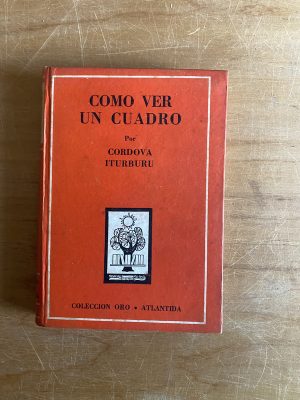 COMO VER
UN CUADRO
Por
CORDOVA
ITURBURU
COLECCION ORO • ATLANTIDA